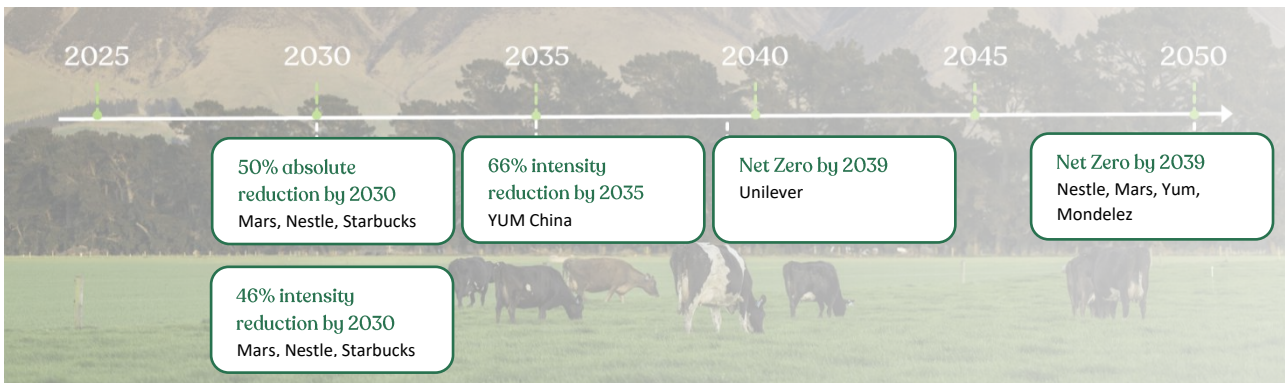 2025 2030 2035 2040 2045 2050
50% absolute
reduction by 2030
Mars, Nestle, Starbucks
66% intensity
reduction by 2035
YUM China
Net Zero by 2039
Unilever
Net Zero by 2039
Nestle, Mars, Yum,
Mondelez
46% intensity
reduction by 2030
Mars, Nestle, Starbucks